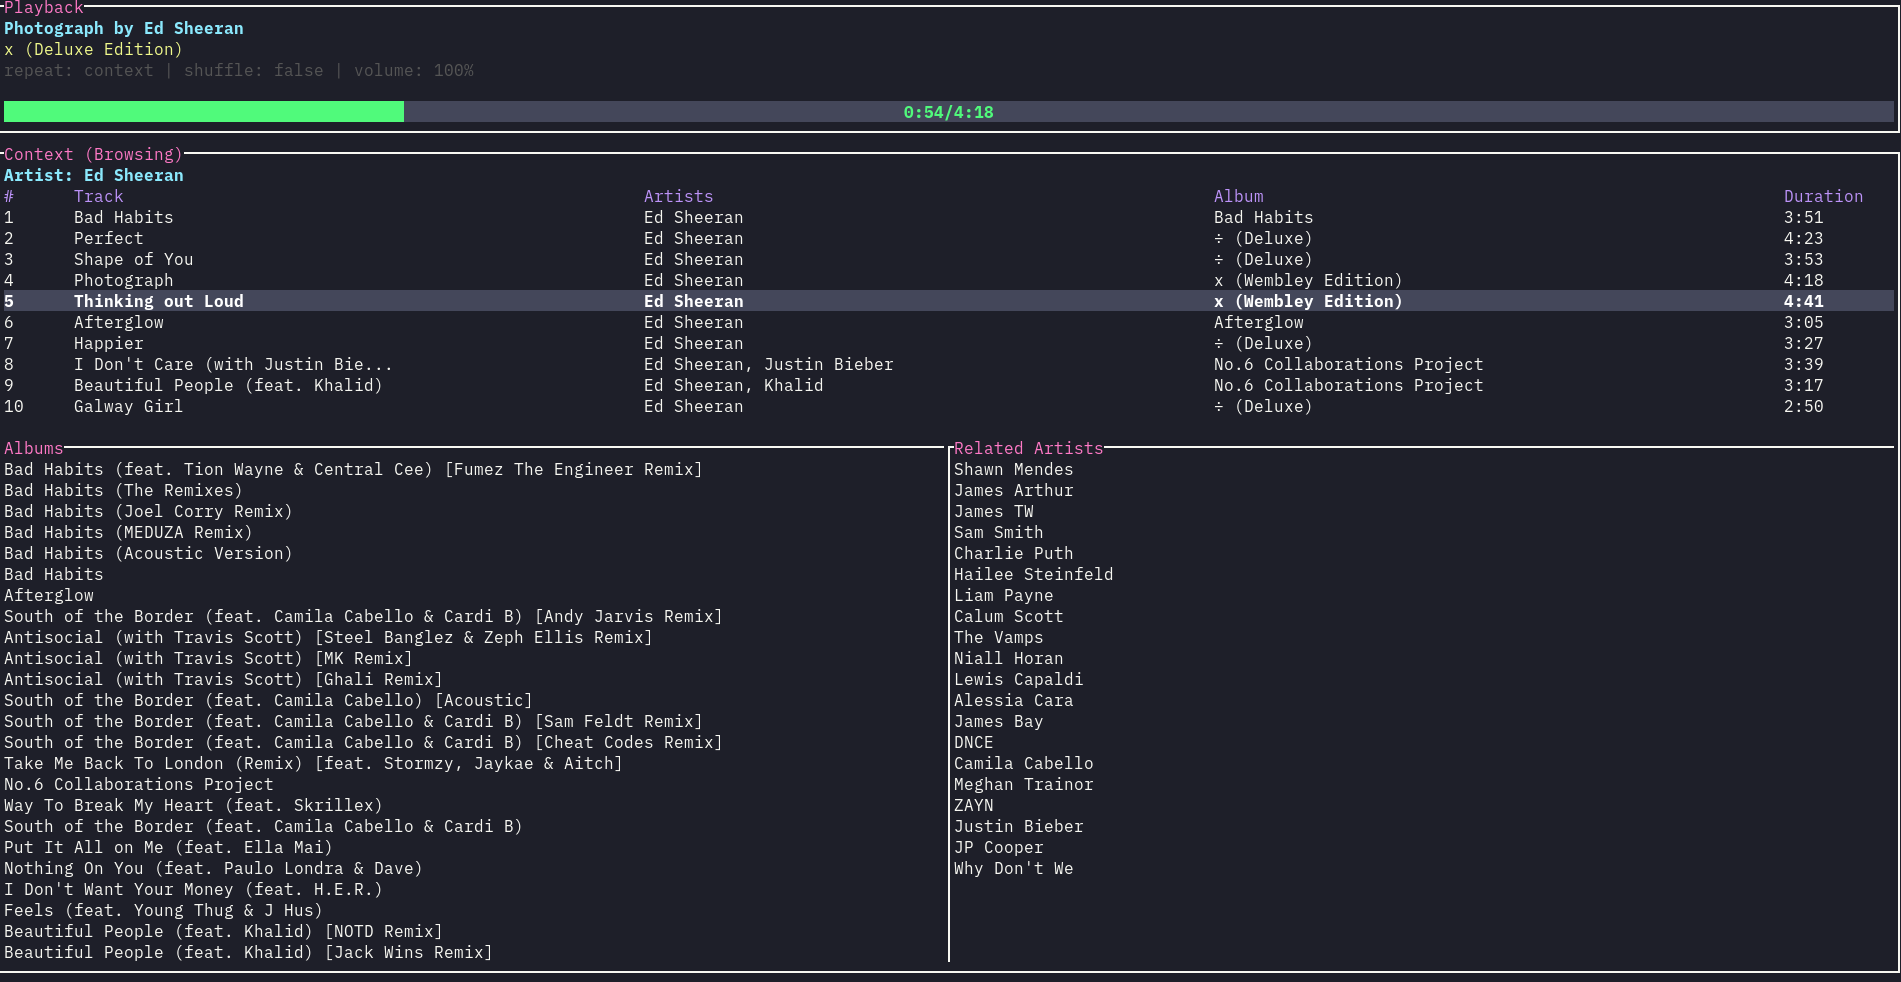 Playback
Photograph by Ed Sheeran
x (Deluxe Edition)
repeat: context | shuffle: false | volume: 100%
0:54/4:18
Context (Browsing)
Artist: Ed Sheeran
# Track Artists Album Duration
1 Bad Habits Ed Sheeran Bad Habits 3:51
2 Perfect Ed Sheeran ÷ (Deluxe) 4:23
3 Shape of You Ed Sheeran ÷ (Deluxe) 3:53
4 Photograph Ed Sheeran x (Wembley Edition) 4:18
5 Thinking out Loud Ed Sheeran x (Wembley Edition) 4:41
6 Afterglow Ed Sheeran Afterglow 3:05
7 Happier Ed Sheeran ÷ (Deluxe) 3:27
8 I Don't Care (with Justin Bie... Ed Sheeran, Justin Bieber No.6 Collaborations Project 3:39
9 Beautiful People (feat. Khalid) Ed Sheeran, Khalid No.6 Collaborations Project 3:17
10 Galway Girl Ed Sheeran ÷ (Deluxe) 2:50
Albums
Bad Habits (feat. Tion Wayne & Central Cee) [Fumez The Engineer Remix]
Bad Habits (The Remixes)
Bad Habits (Joel Corry Remix)
Bad Habits (MEDUZA Remix)
Bad Habits (Acoustic Version)
Bad Habits
Afterglow
South of the Border (feat. Camila Cabello & Cardi B) [Andy Jarvis Remix]
Antisocial (with Travis Scott) [Steel Banglez & Zeph Ellis Remix]
Antisocial (with Travis Scott) [MK Remix]
Antisocial (with Travis Scott) [Ghali Remix]
South of the Border (feat. Camila Cabello) [Acoustic]
South of the Border (feat. Camila Cabello & Cardi B) [Sam Feldt Remix]
South of the Border (feat. Camila Cabello & Cardi B) [Cheat Codes Remix]
Take Me Back To London (Remix) [feat. Stormzy, Jaykae & Aitch]
No.6 Collaborations Project
Way To Break My Heart (feat. Skrillex)
South of the Border (feat. Camila Cabello & Cardi B)
Put It All on Me (feat. Ella Mai)
Nothing On You (feat. Paulo Londra & Dave)
I Don't Want Your Money (feat. H.E.R.)
Feels (feat. Young Thug & J Hus)
Beautiful People (feat. Khalid) [NOTD Remix]
Beautiful People (feat. Khalid) [Jack Wins Remix]
Related Artists
Shawn Mendes
James Arthur
James TW
Sam Smith
Charlie Puth
Hailee Steinfeld
Liam Payne
Calum Scott
The Vamps
Niall Horan
Lewis Capaldi
Alessia Cara
James Bay
DNCE
Camila Cabello
Meghan Trainor
ZAYN
Justin Bieber
JP Cooper
Why Don't We